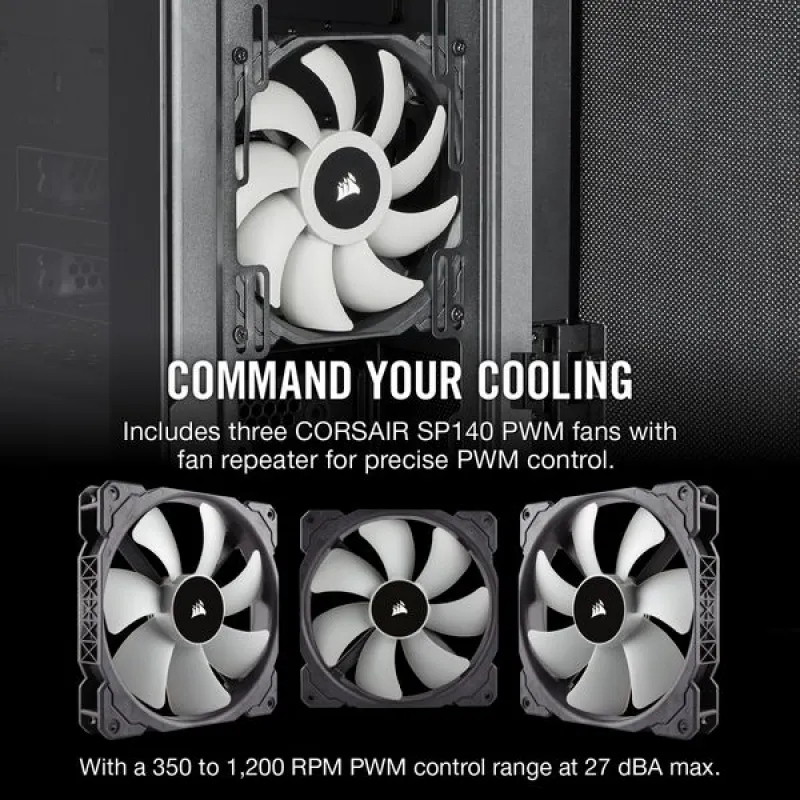 COMMAND YOUR COOLING
Includes three CORSAIR SP140 PWM fans with
fan repeater for precise PWM control.
With a 350 to 1,200 RPM PWM control range at 27 dBA max.